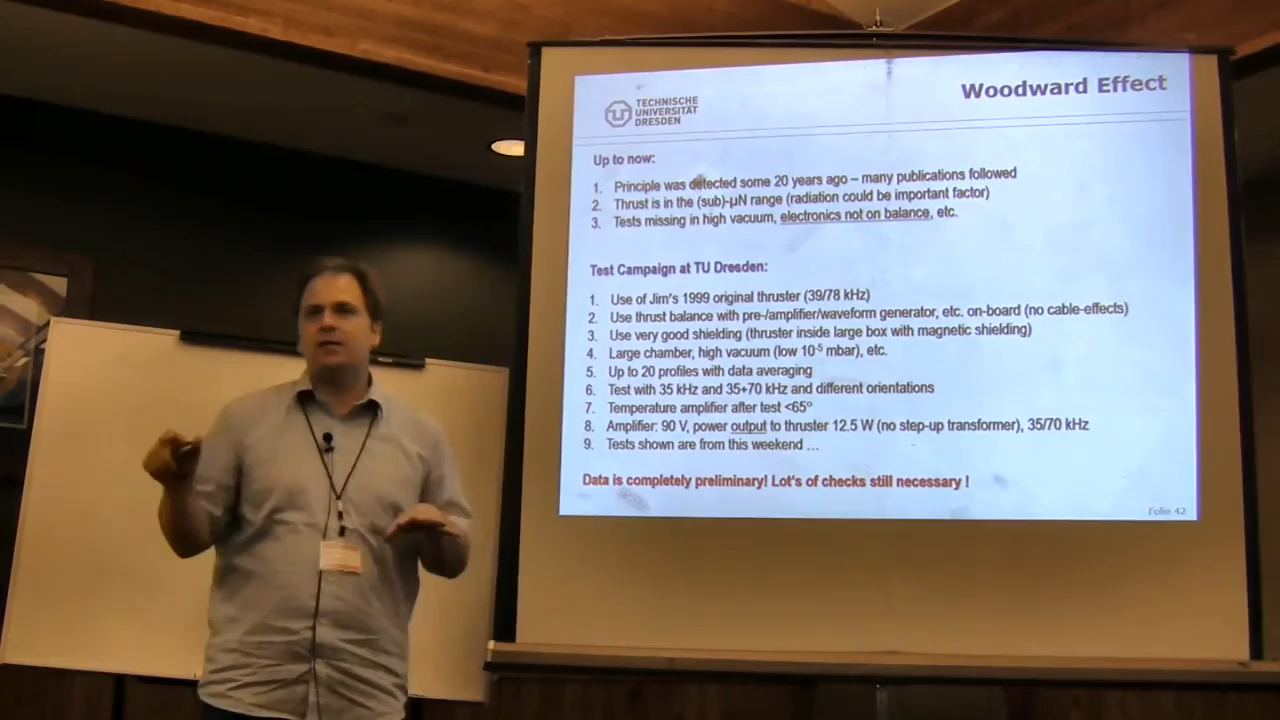 TECHNISCHE
UNIVERSITÄT
DRESDEN
Woodward Effect
Up to now:
1. Principle was detected some 20 years ago – many publications followed
2. Thrust is in the (sub)-µN range (radiation could be important factor)
3. Tests missing in high vacuum, electronics not on balance, etc.
Test Campaign at TU Dresden:
1. Use of Jim's 1999 original thruster (39/78 kHz)
2. Use thrust balance with pre-/amplifier/waveform generator, etc. on-board (no cable-effects)
3. Use very good shielding (thruster inside large box with magnetic shielding)
4. Large chamber, high vacuum (low 10⁻⁵ mbar), etc.
5. Up to 20 profiles with data averaging
6. Test with 35 kHz and 35+70 kHz and different orientations
7. Temperature amplifier after test <65°
8. Amplifier: 90 V, power output to thruster 12.5 W (no step-up transformer), 35/70 kHz
9. Tests shown are from this weekend ...
Data is completely preliminary! Lot's of checks still necessary !
Folie 42